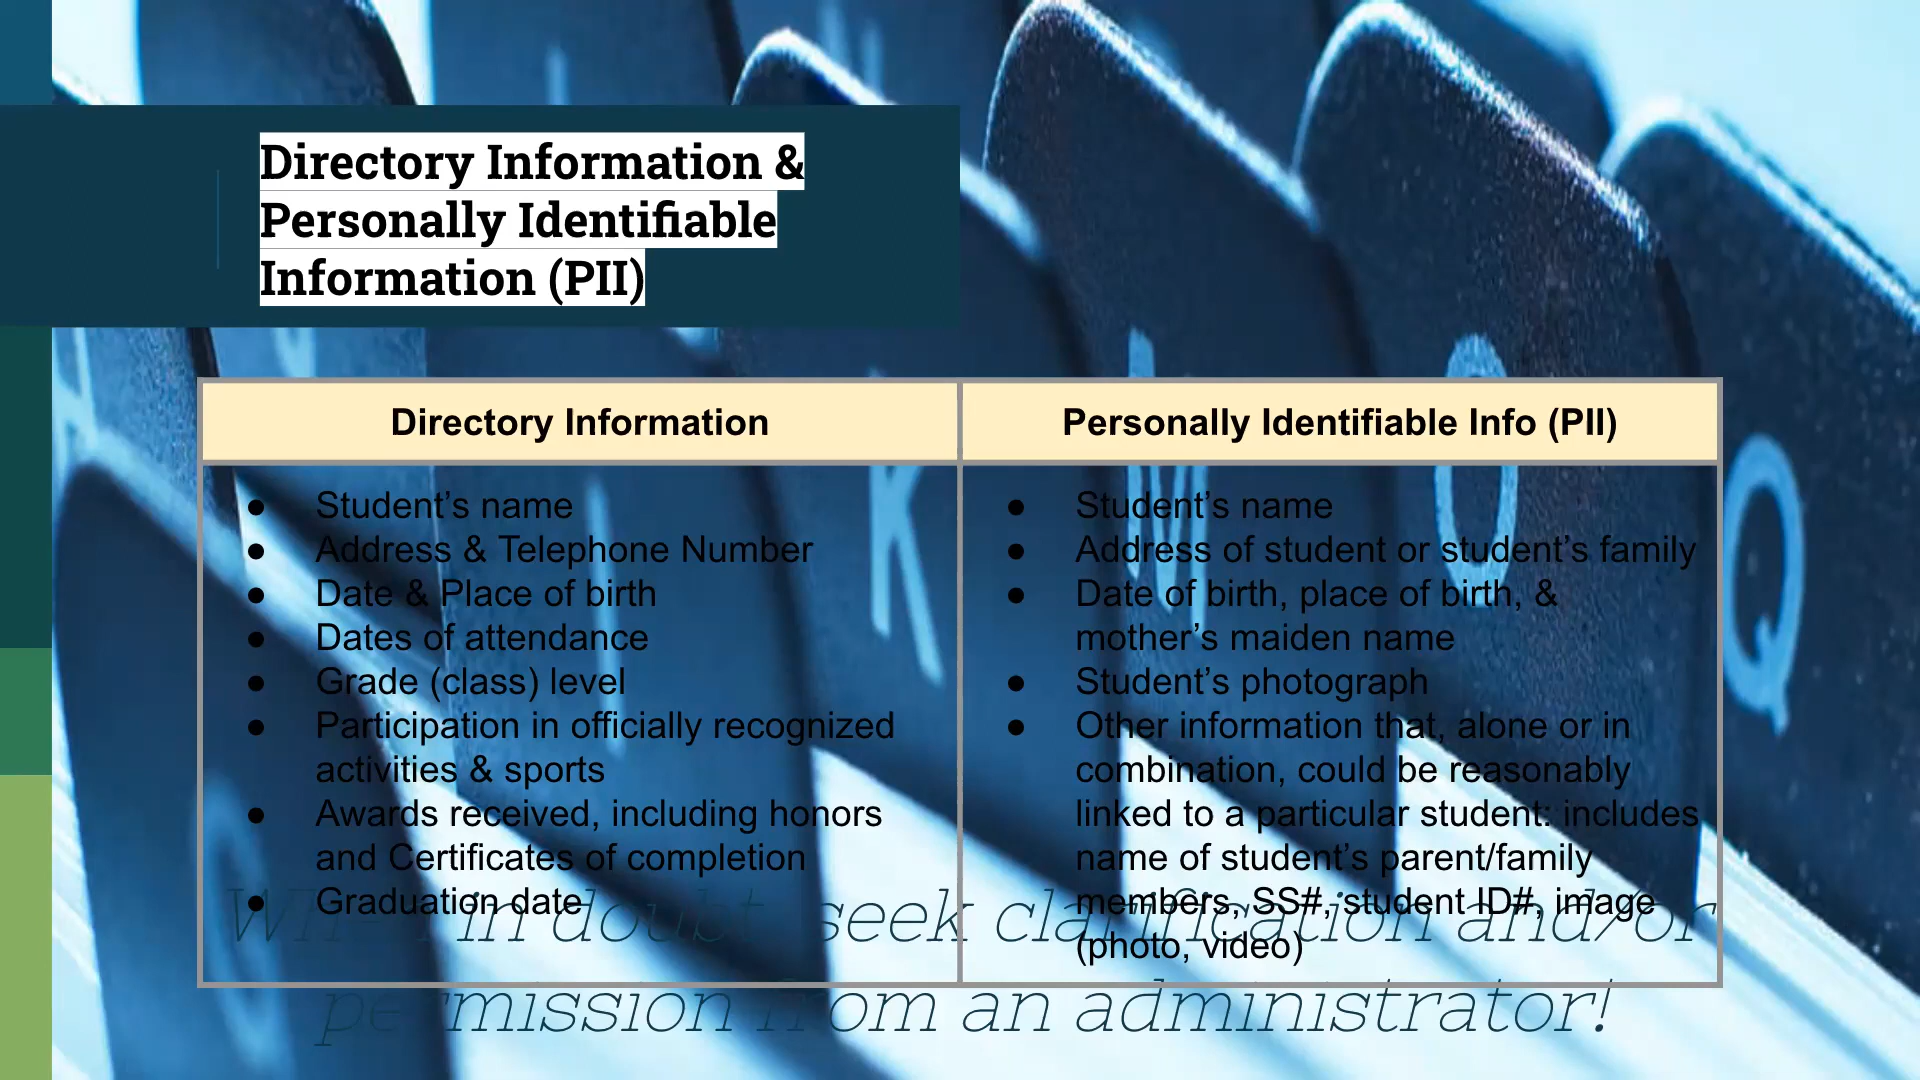 Directory Information &
Personally Identifiable
Information (PII)
Directory Information
Personally Identifiable Info (PII)
● Student’s name
● Address & Telephone Number
● Date & Place of birth
● Dates of attendance
● Grade (class) level
● Participation in officially recognized
activities & sports
● Awards received, including honors
and Certificates of completion
● Graduation date
● Student’s name
● Address of student or student’s family
● Date of birth, place of birth, &
mother’s maiden name
● Student’s photograph
● Other information that, alone or in
combination, could be reasonably
linked to a particular student: includes
name of student’s parent/family
members, SS#, student ID#, image
(photo, video)
When in doubt, seek clarification and/or
permission from an administrator!
K
M
O
Q